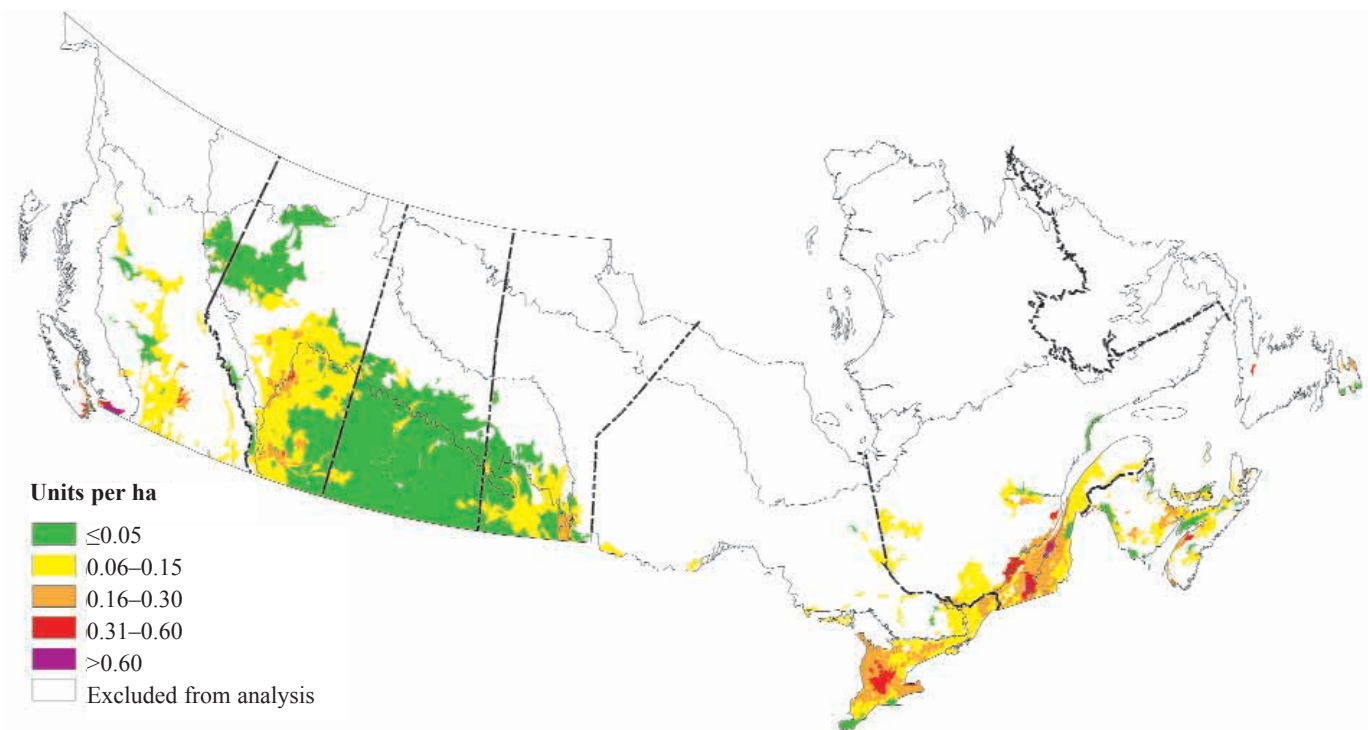 Units per ha
≤0.05
0.06–0.15
0.16–0.30
0.31–0.60
>0.60
Excluded from analysis